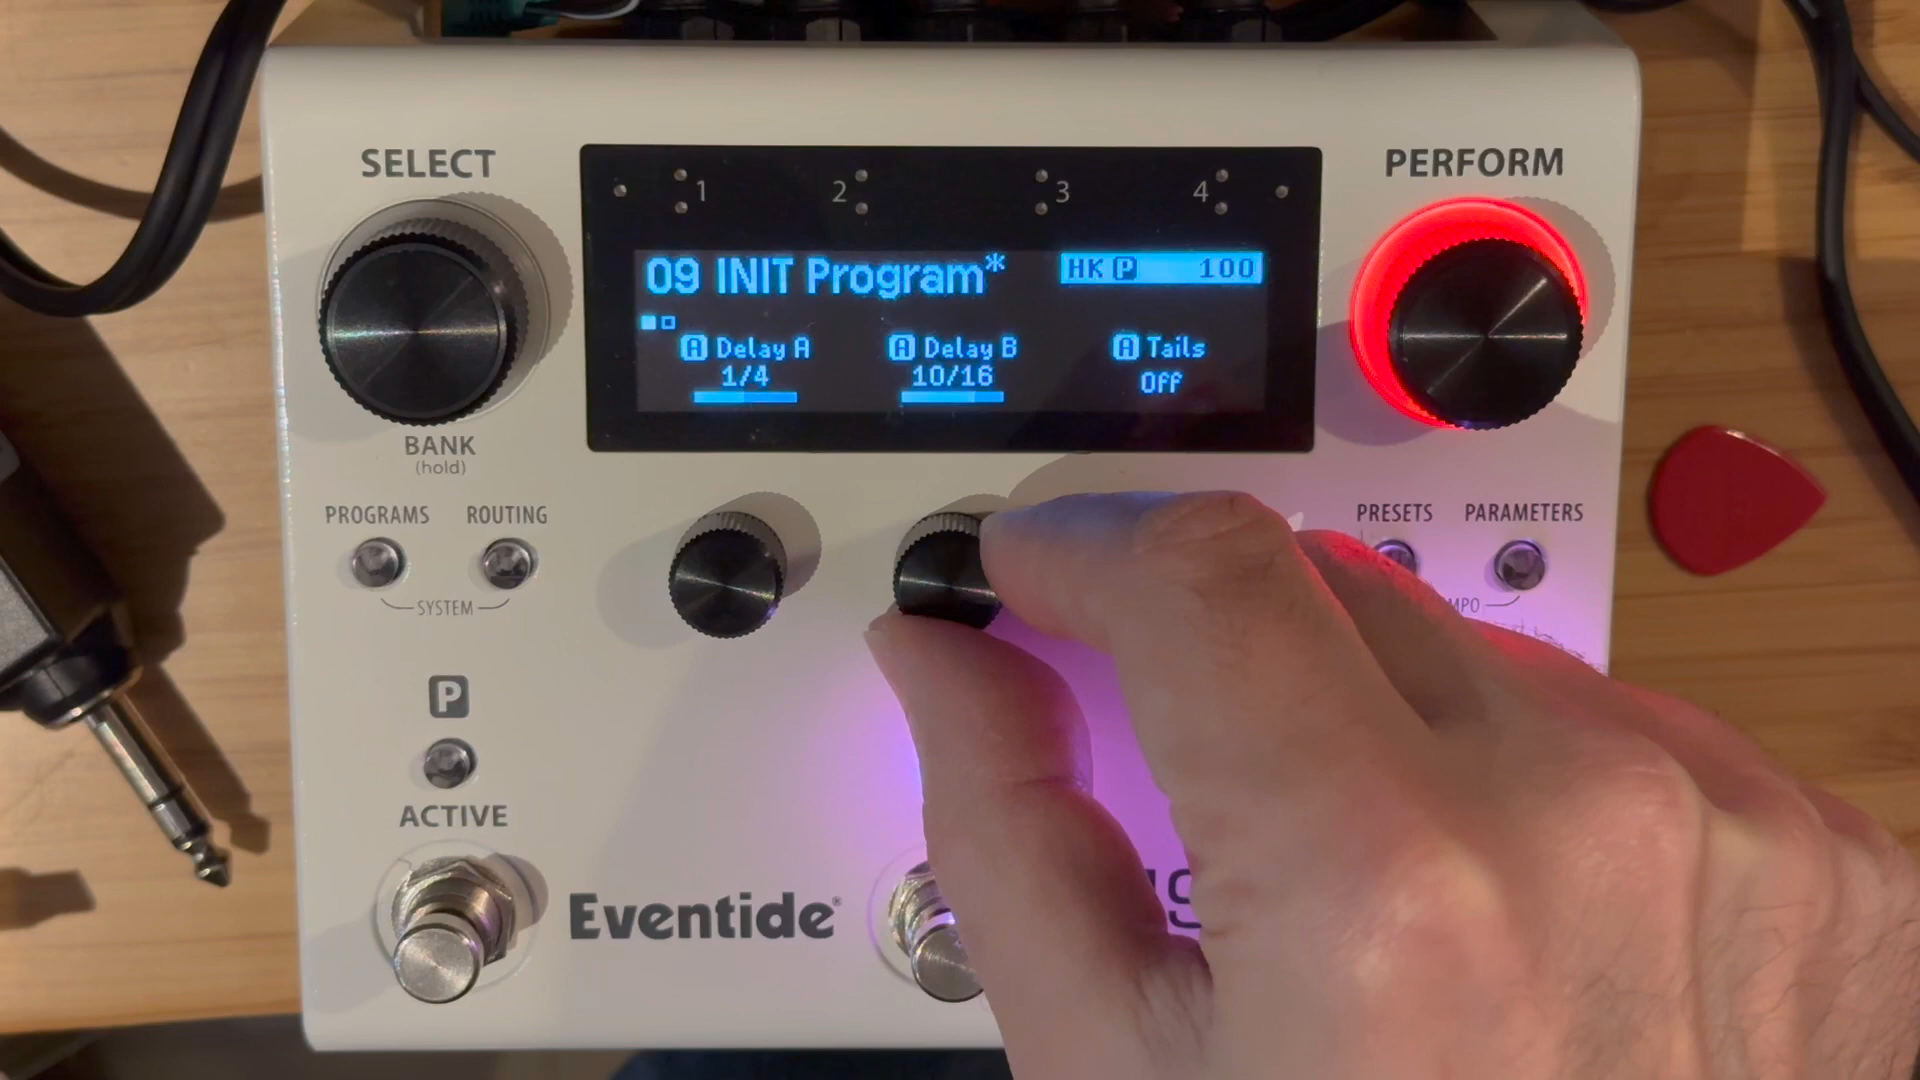 SELECT
PERFORM
1 2 3 4
09 INIT Program*
HK P 100
A Delay A
1/4
A Delay B
10/16
A Tails
Off
BANK
(hold)
PROGRAMS ROUTING
SYSTEM
PRESETS PARAMETERS
P
ACTIVE
Eventide®